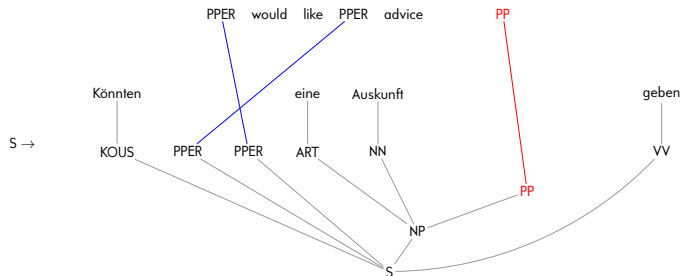 PPER would like PPER advice PP
Könnten eine Auskunft geben
S → KOUS PPER PPER ART NN VV
PP
NP
S